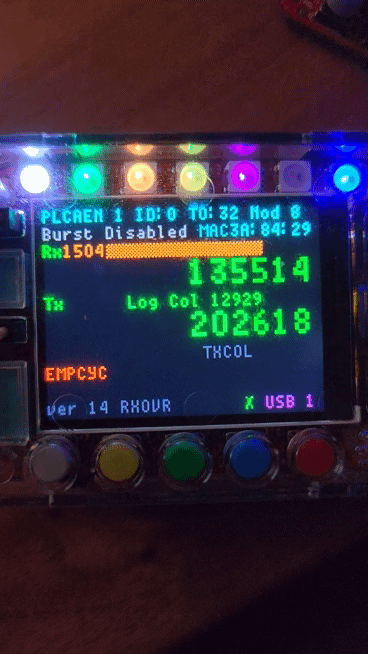 PLCAEN 1 ID:0 TO:32 Nod 8
Burst Disabled MAC3A:84:29
Rx1504
135514
Tx Log Col 12929
202618
TXCOL
EMPCYC
ver 14 RXOVR X USB 1